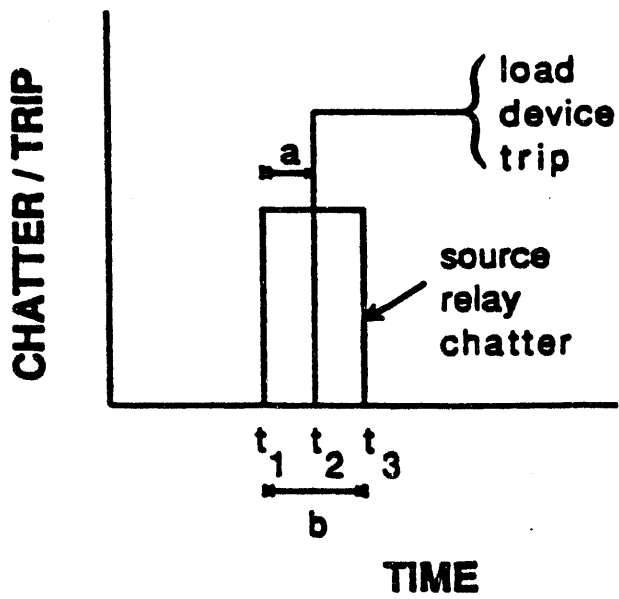 CHATTER / TRIP
load
device
trip
a
source
relay
chatter
t1 t2 t3
b
TIME